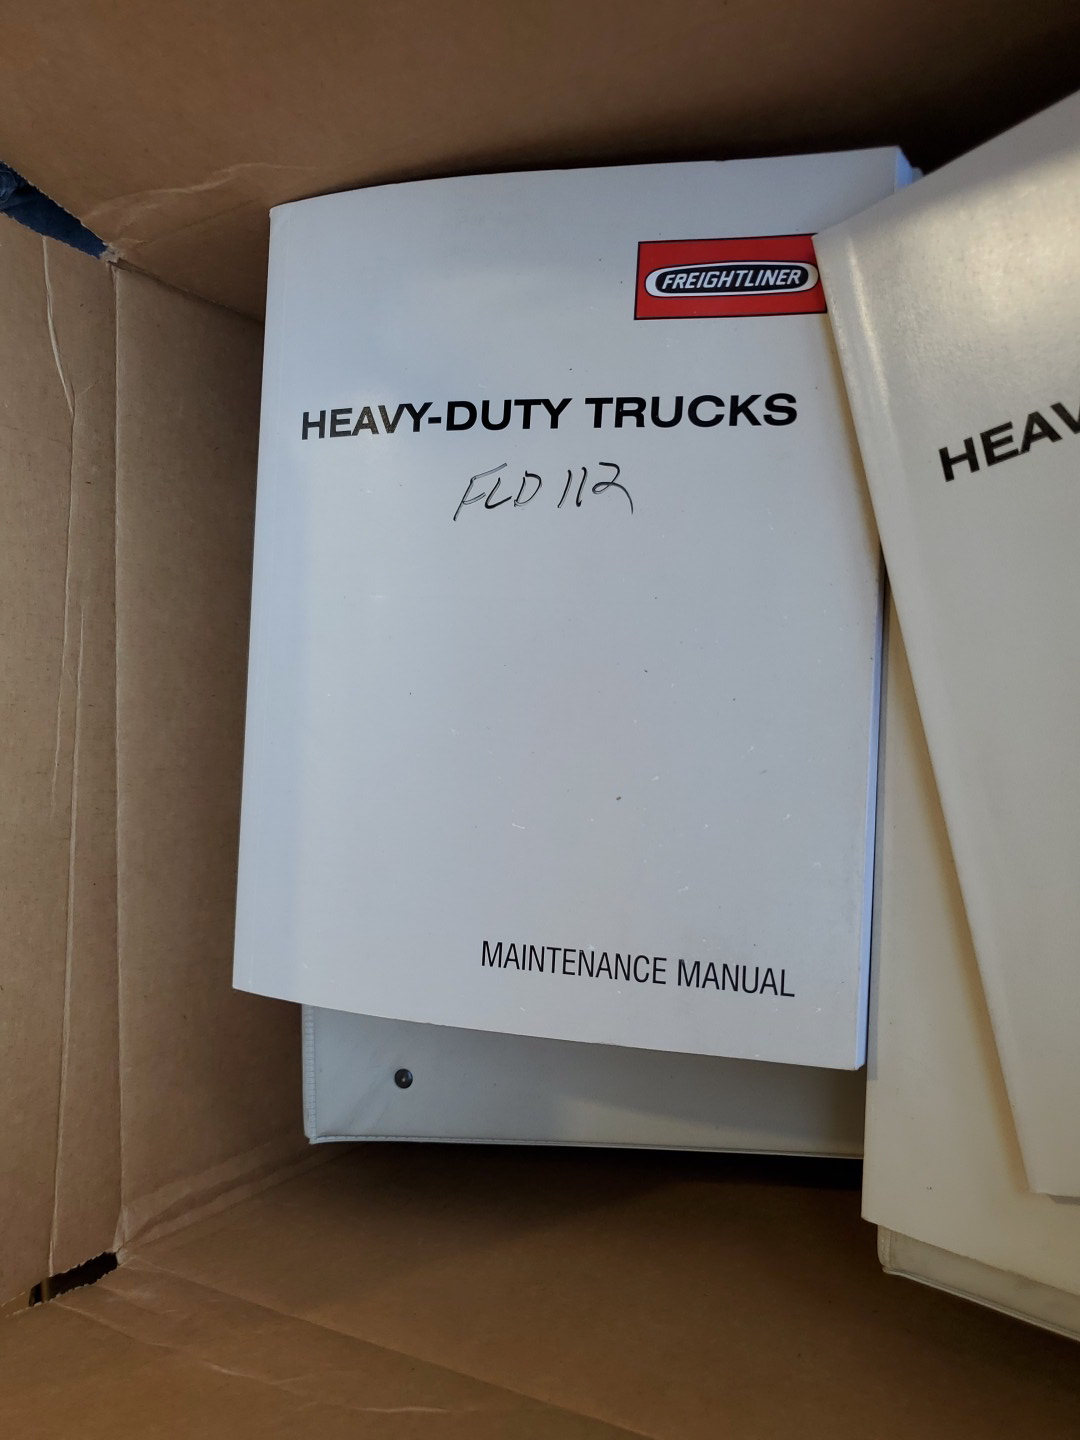 FREIGHTLINER
HEAVY-DUTY TRUCKS
FLD 112
MAINTENANCE MANUAL
HEAV